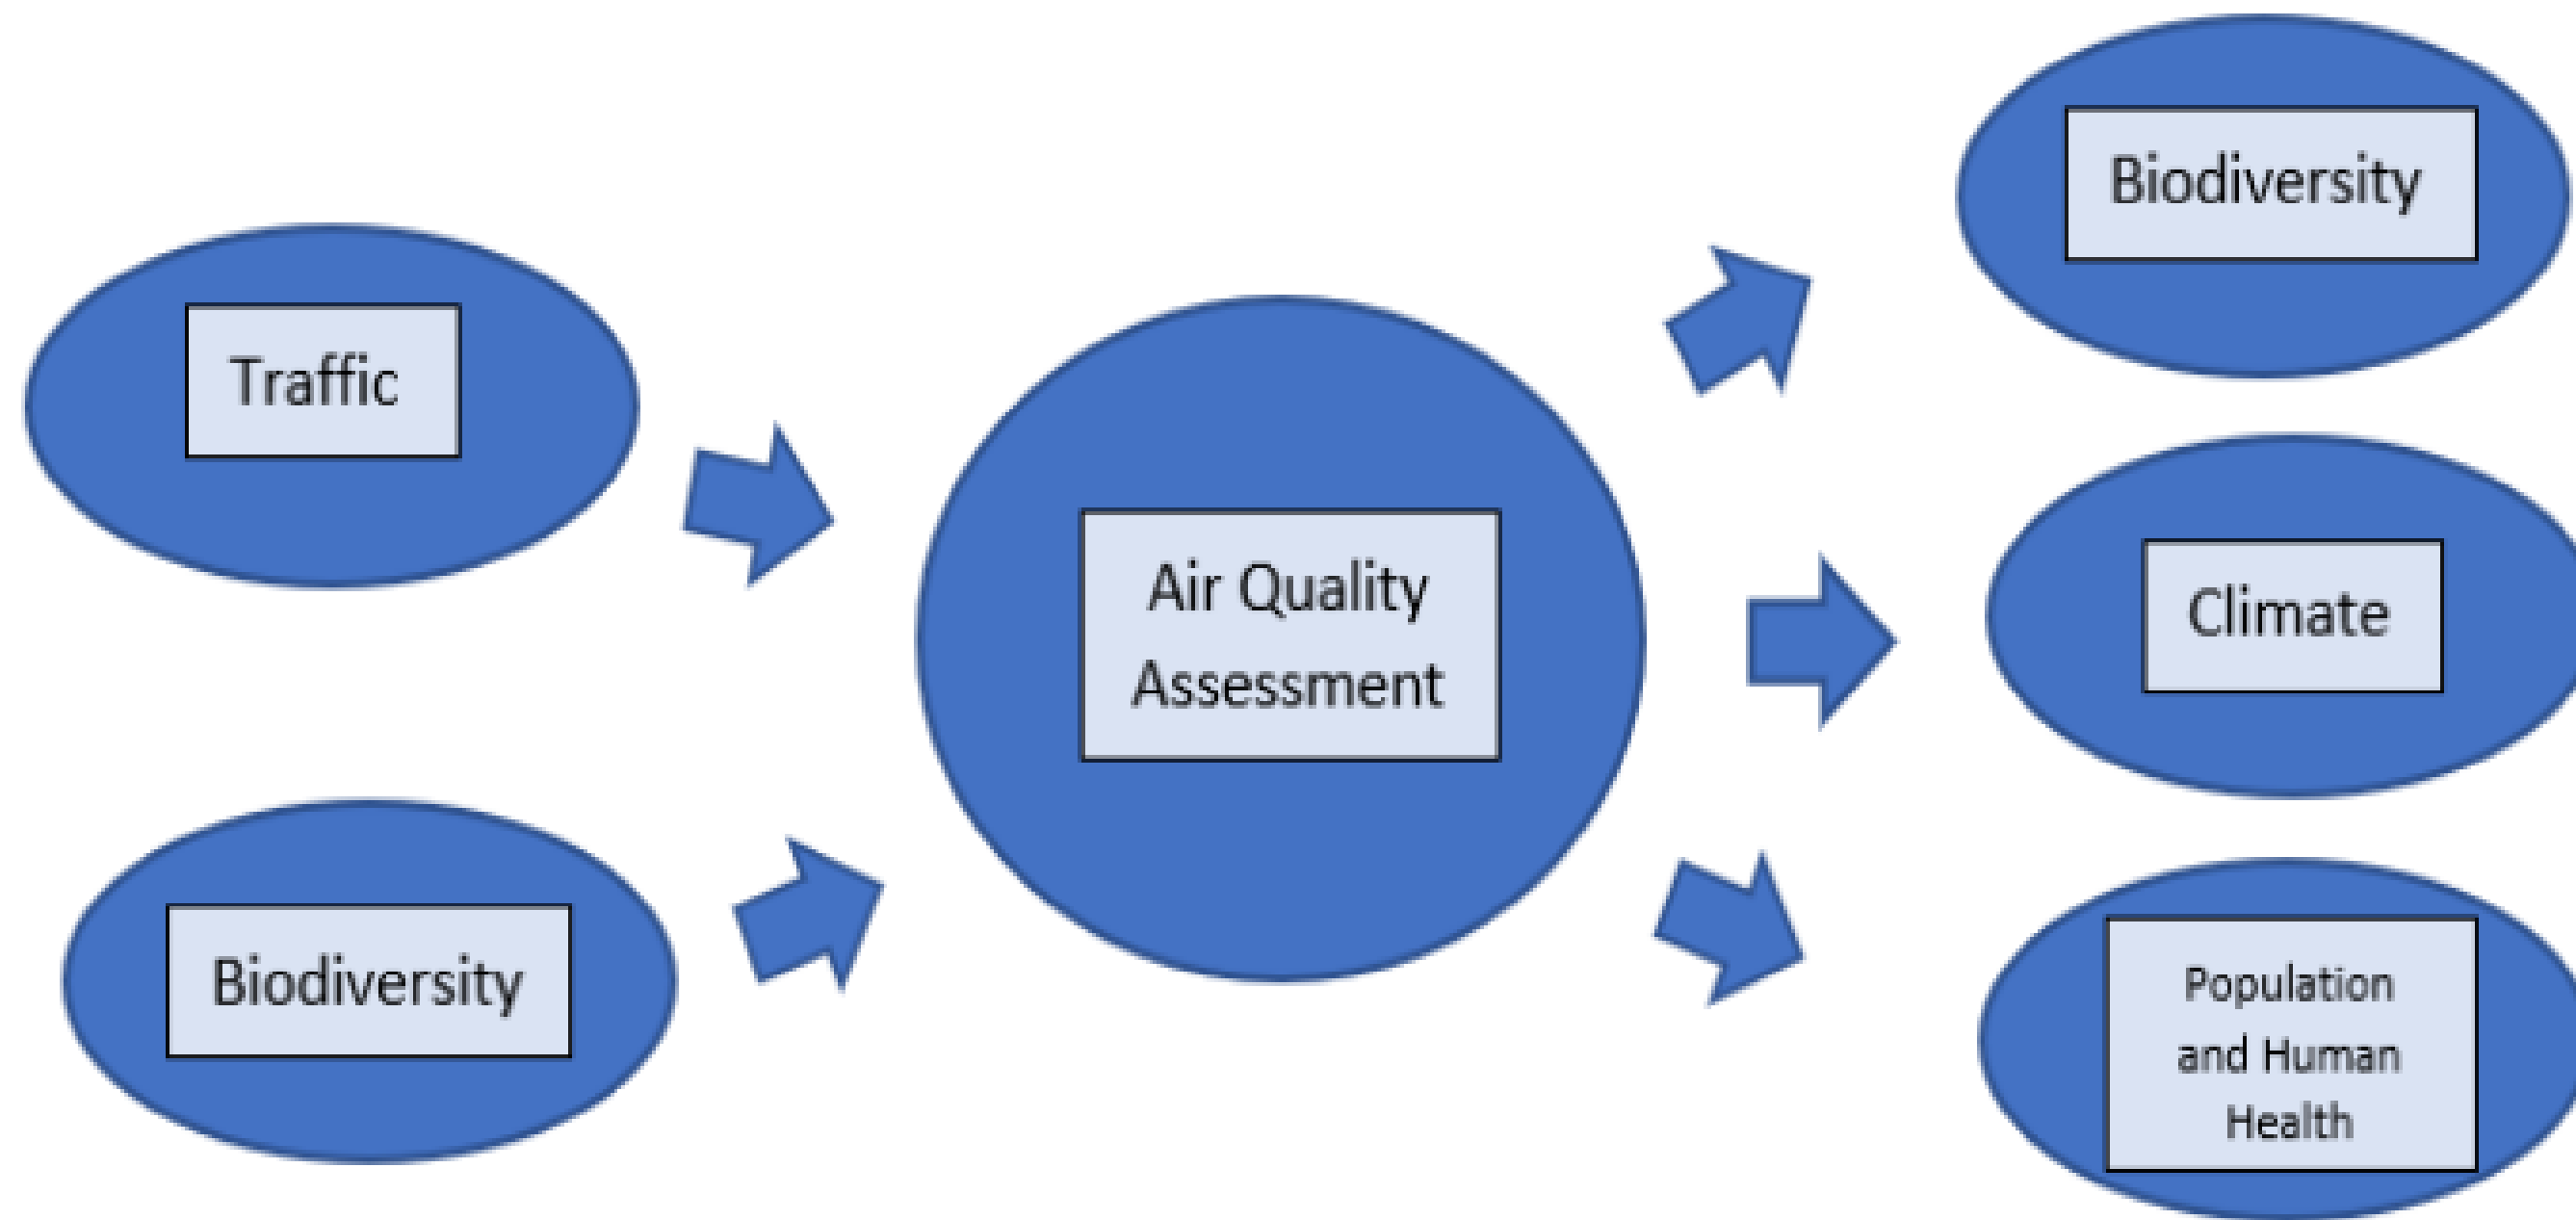 Traffic
Biodiversity
Air Quality
Assessment
Biodiversity
Climate
Population
and Human
Health